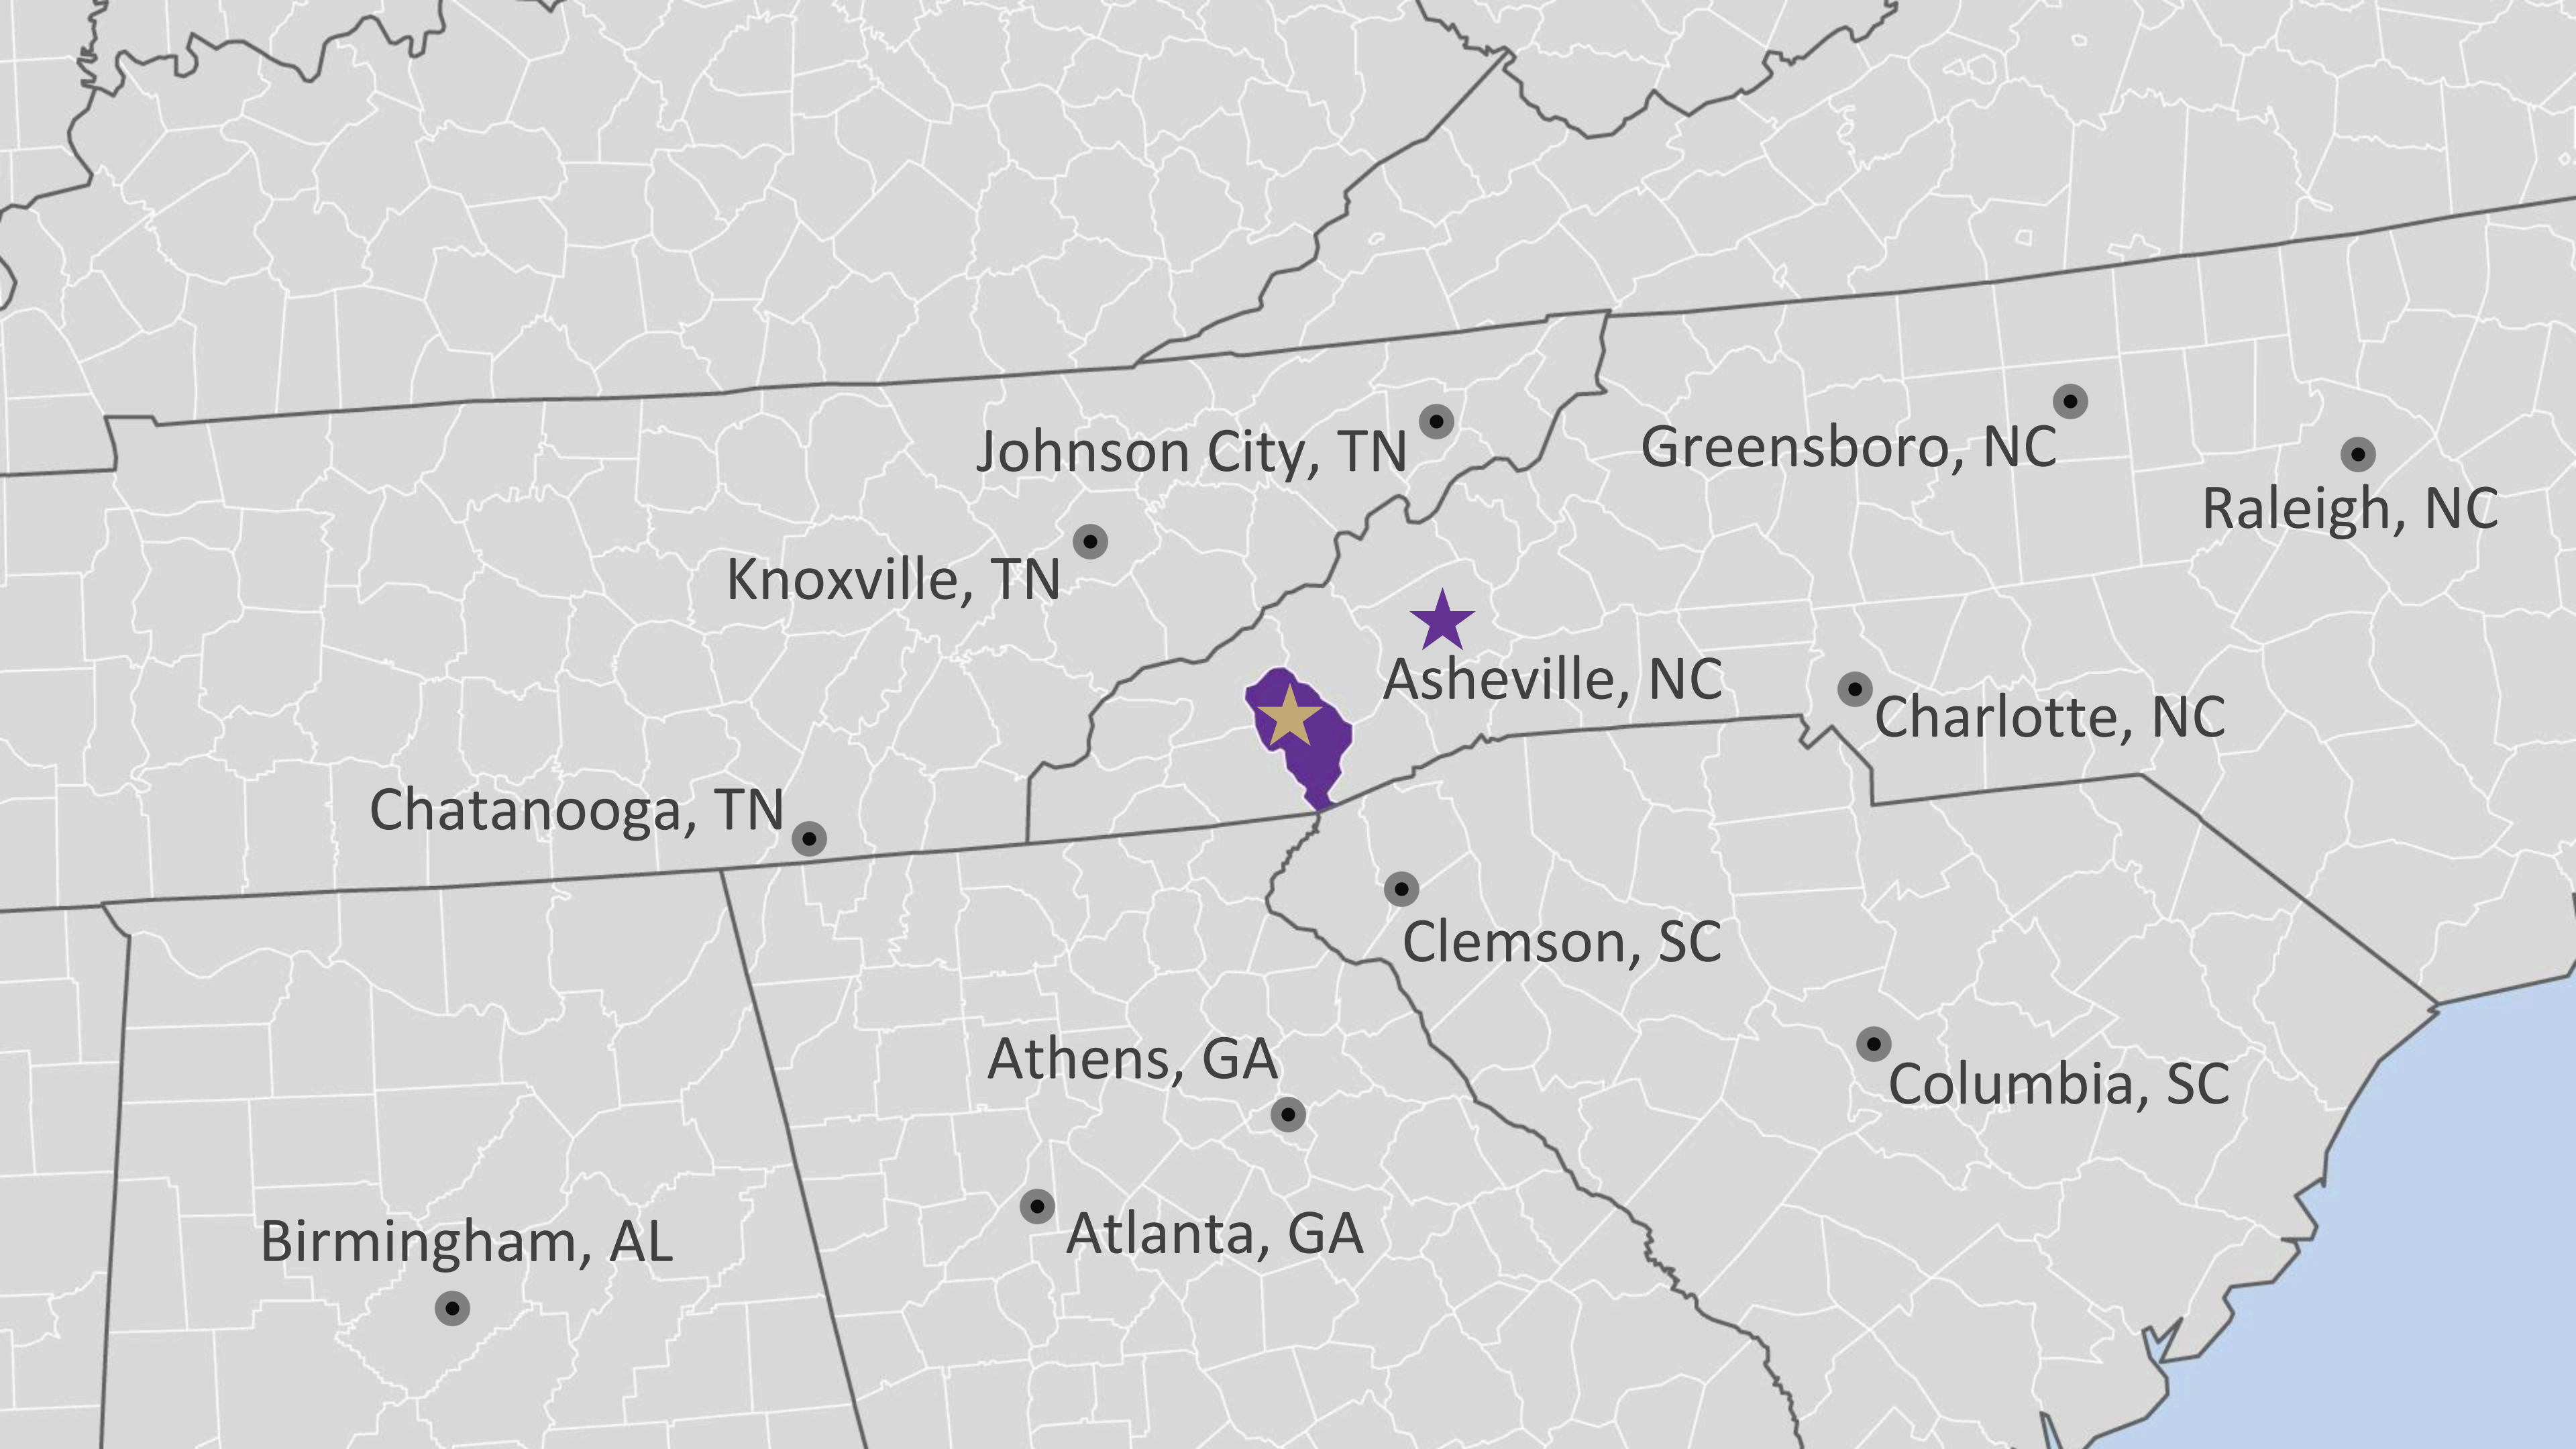 Johnson City, TN
Greensboro, NC
Raleigh, NC
Knoxville, TN
Asheville, NC
Charlotte, NC
Chatanooga, TN
Clemson, SC
Athens, GA
Columbia, SC
Atlanta, GA
Birmingham, AL